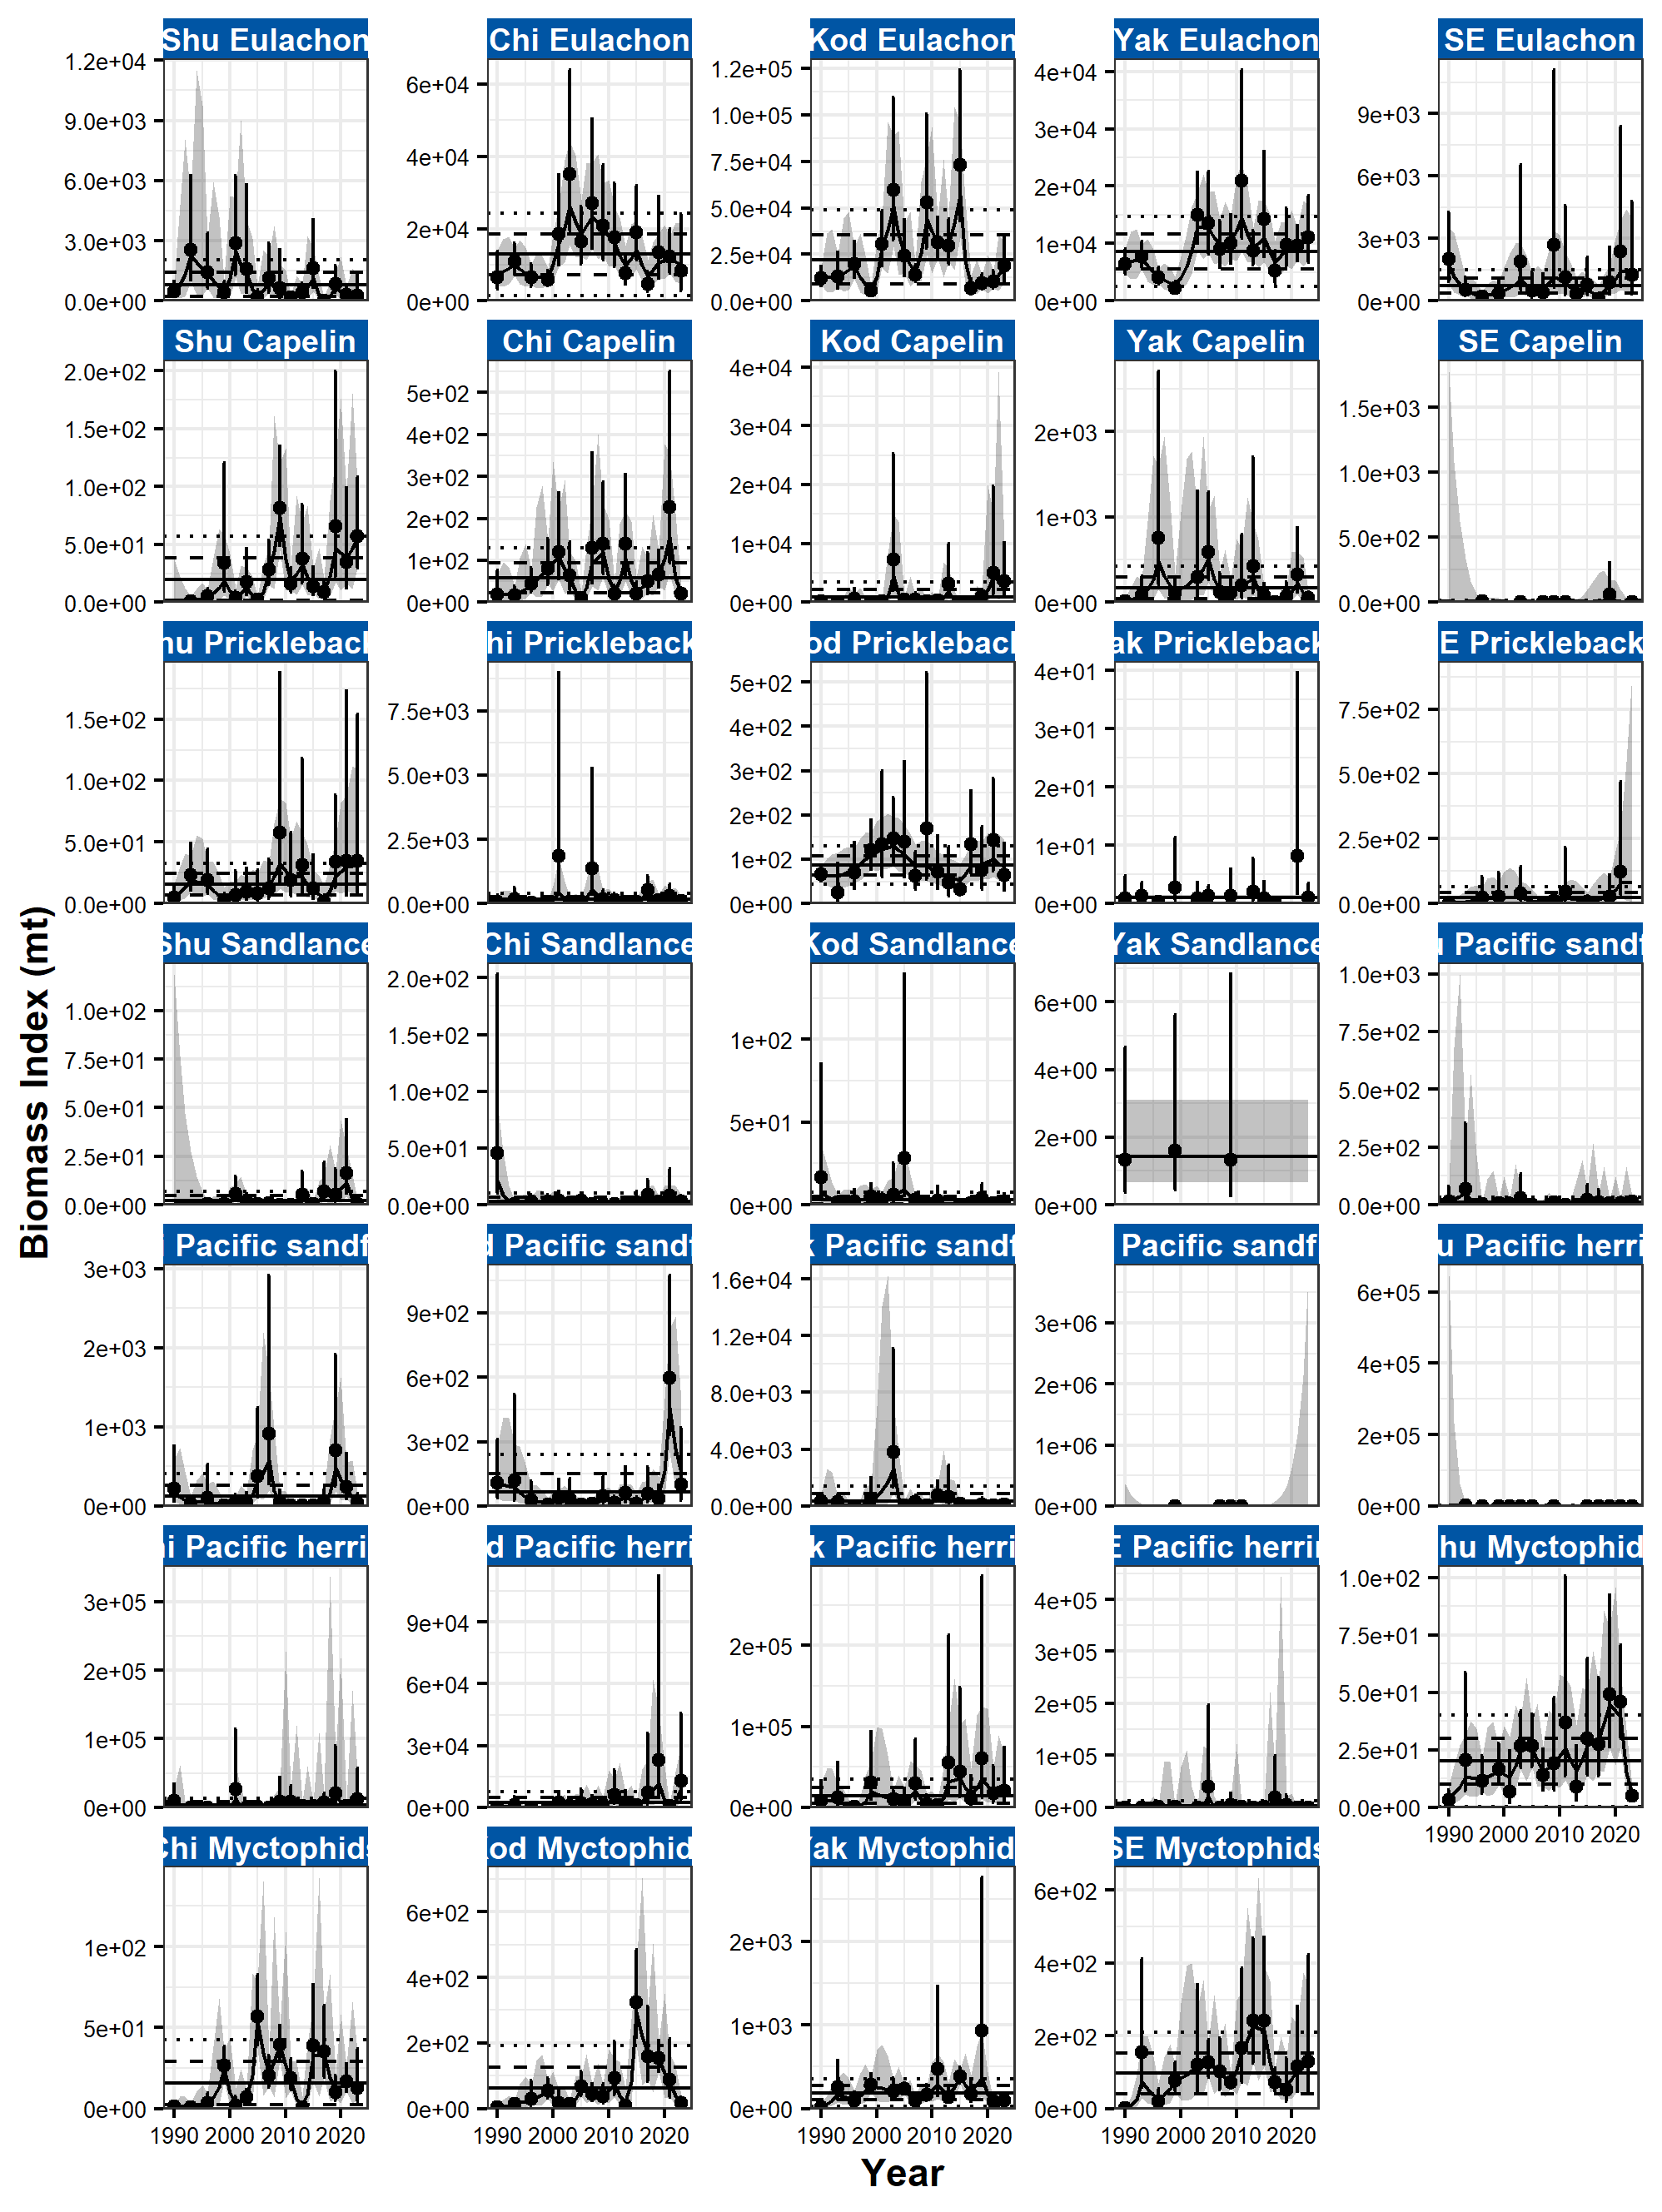 Shu Eulachon Chi Eulachon Kod Eulachon Yak Eulachon SE Eulachon
1.2e+04 9.0e+03 6.0e+03 3.0e+03 0.0e+00
6e+04 4e+04 2e+04 0e+00
1.2e+05 1.0e+05 7.5e+04 5.0e+04 2.5e+04 0.0e+00
4e+04 3e+04 2e+04 1e+04 0e+00
9e+03 6e+03 3e+03 0e+00
Shu Capelin Chi Capelin Kod Capelin Yak Capelin SE Capelin
2.0e+02 1.5e+02 1.0e+02 5.0e+01 0.0e+00
5e+02 4e+02 3e+02 2e+02 1e+02 0e+00
4e+04 3e+04 2e+04 1e+04 0e+00
2e+03 1e+03 0e+00
1.5e+03 1.0e+03 5.0e+02 0.0e+00
hu Prickleback hi Prickleback od Prickleback ak Prickleback E Prickleback
1.5e+02 1.0e+02 5.0e+01 0.0e+00
7.5e+03 5.0e+03 2.5e+03 0.0e+00
5e+02 4e+02 3e+02 2e+02 1e+02 0e+00
4e+01 3e+01 2e+01 1e+01 0e+00
7.5e+02 5.0e+02 2.5e+02 0.0e+00
Shu Sandlance Chi Sandlance Kod Sandlance Yak Sandlance u Pacific sandf
1.0e+02 7.5e+01 5.0e+01 2.5e+01 0.0e+00
2.0e+02 1.5e+02 1.0e+02 5.0e+01 0.0e+00
1e+02 5e+01 0e+00
6e+00 4e+00 2e+00 0e+00
1.0e+03 7.5e+02 5.0e+02 2.5e+02 0.0e+00
i Pacific sandf d Pacific sandf k Pacific sandf Pacific sandf u Pacific herri
3e+03 2e+03 1e+03 0e+00
9e+02 6e+02 3e+02 0e+00
1.6e+04 1.2e+04 8.0e+03 4.0e+03 0.0e+00
3e+06 2e+06 1e+06 0e+00
6e+05 4e+05 2e+05 0e+00
ni Pacific herri d Pacific herri k Pacific herri E Pacific herrin hu Myctophid
3e+05 2e+05 1e+05 0e+00
9e+04 6e+04 3e+04 0e+00
2e+05 1e+05 0e+00
4e+05 3e+05 2e+05 1e+05 0e+00
1.0e+02 7.5e+01 5.0e+01 2.5e+01 0.0e+00
1990 2000 2010 2020
Chi Myctophids Kod Myctophid Yak Myctophid SE Myctophids
1e+02 5e+01 0e+00
6e+02 4e+02 2e+02 0e+00
2e+03 1e+03 0e+00
6e+02 4e+02 2e+02 0e+00
1990 2000 2010 2020 1990 2000 2010 2020 1990 2000 2010 2020 1990 2000 2010 2020
Year
Biomass Index (mt)